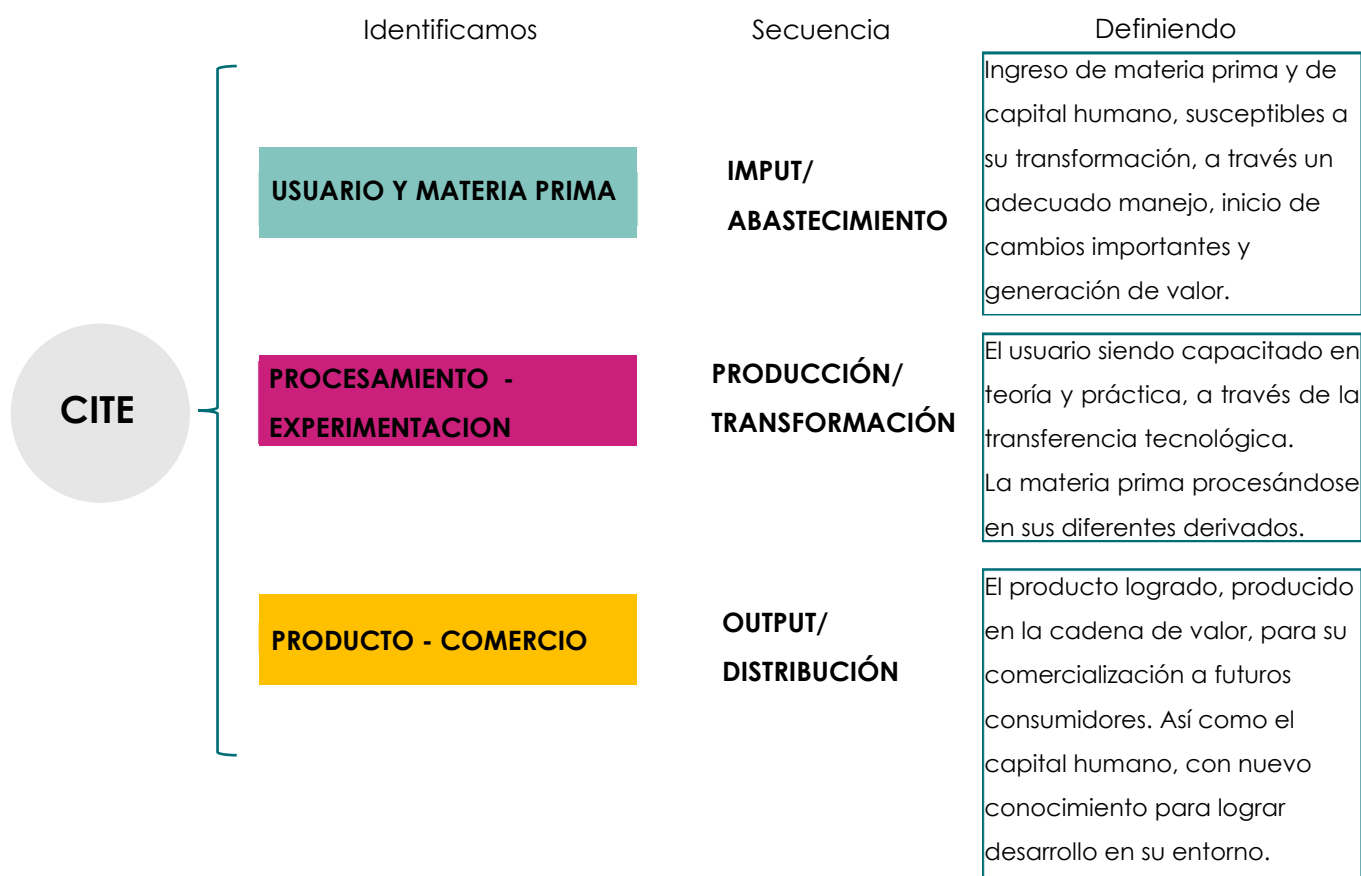 Identificamos
Secuencia
Definiendo
CITE
USUARIO Y MATERIA PRIMA
IMPUT/
ABASTECIMIENTO
Ingreso de materia prima y de
capital humano, susceptibles a
su transformación, a través un
adecuado manejo, inicio de
cambios importantes y
generación de valor.
PROCESAMIENTO -
EXPERIMENTACION
PRODUCCIÓN/
TRANSFORMACIÓN
El usuario siendo capacitado en
teoría y práctica, a través de la
transferencia tecnológica.
La materia prima procesándose
en sus diferentes derivados.
PRODUCTO - COMERCIO
OUTPUT/
DISTRIBUCIÓN
El producto logrado, producido
en la cadena de valor, para su
comercialización a futuros
consumidores. Así como el
capital humano, con nuevo
conocimiento para lograr
desarrollo en su entorno.